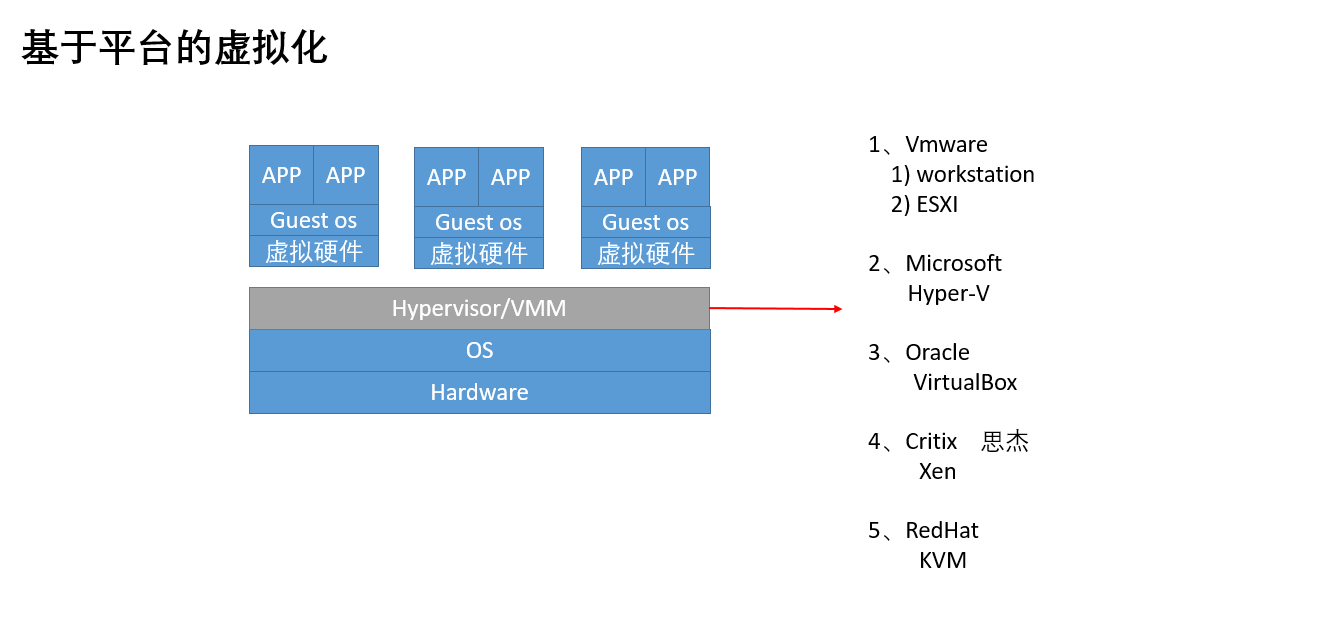 基于平台的虚拟化
APP APP
Guest os
虚拟硬件
APP APP
Guest os
虚拟硬件
APP APP
Guest os
虚拟硬件
Hypervisor/VMM
OS
Hardware
1、Vmware
1) workstation
2) ESXI
2、Microsoft
Hyper-V
3、Oracle
VirtualBox
4、Critix 思杰
Xen
5、RedHat
KVM